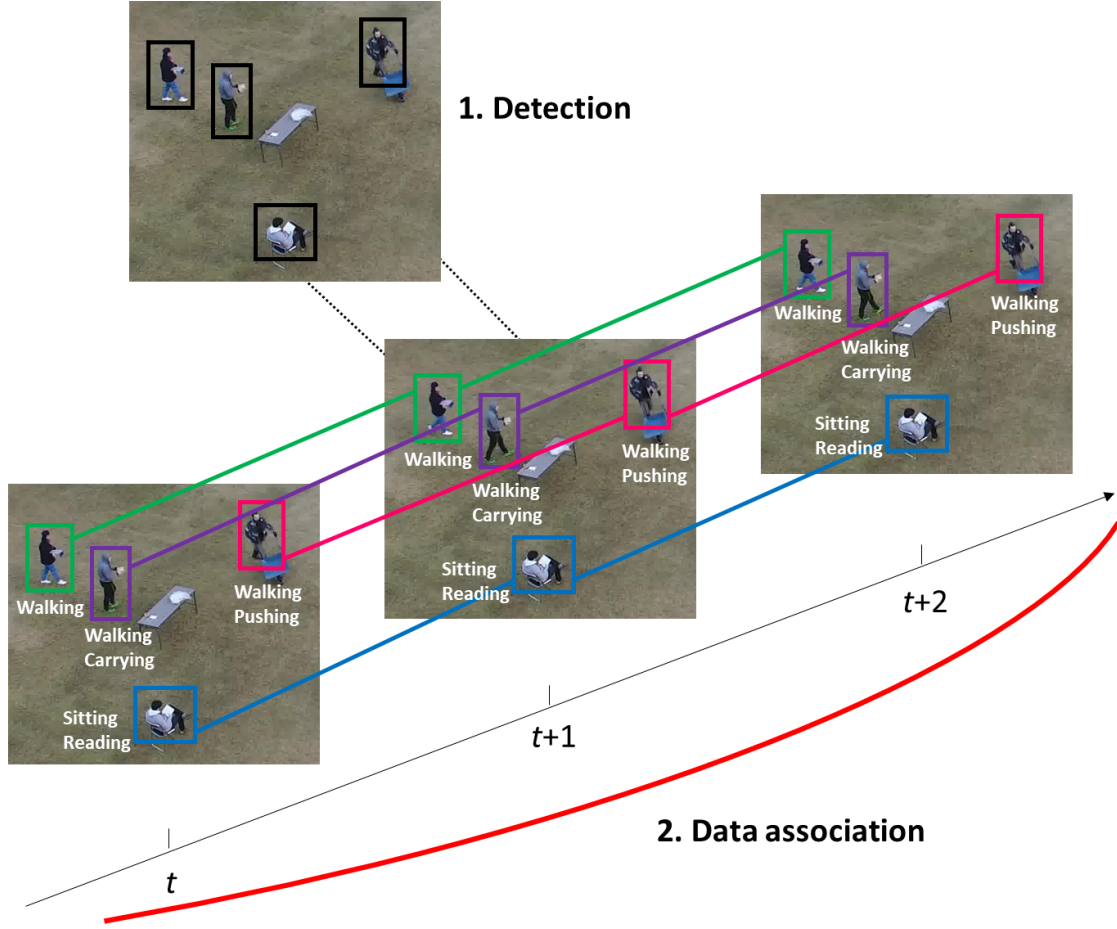 1. Detection
Walking
Walking
Carrying
Walking
Pushing
Sitting
Reading
Walking
Walking
Carrying
Walking
Pushing
Sitting
Reading
Walking
Walking
Carrying
Walking
Pushing
Sitting
Reading
t+2
t+1
2. Data association
t